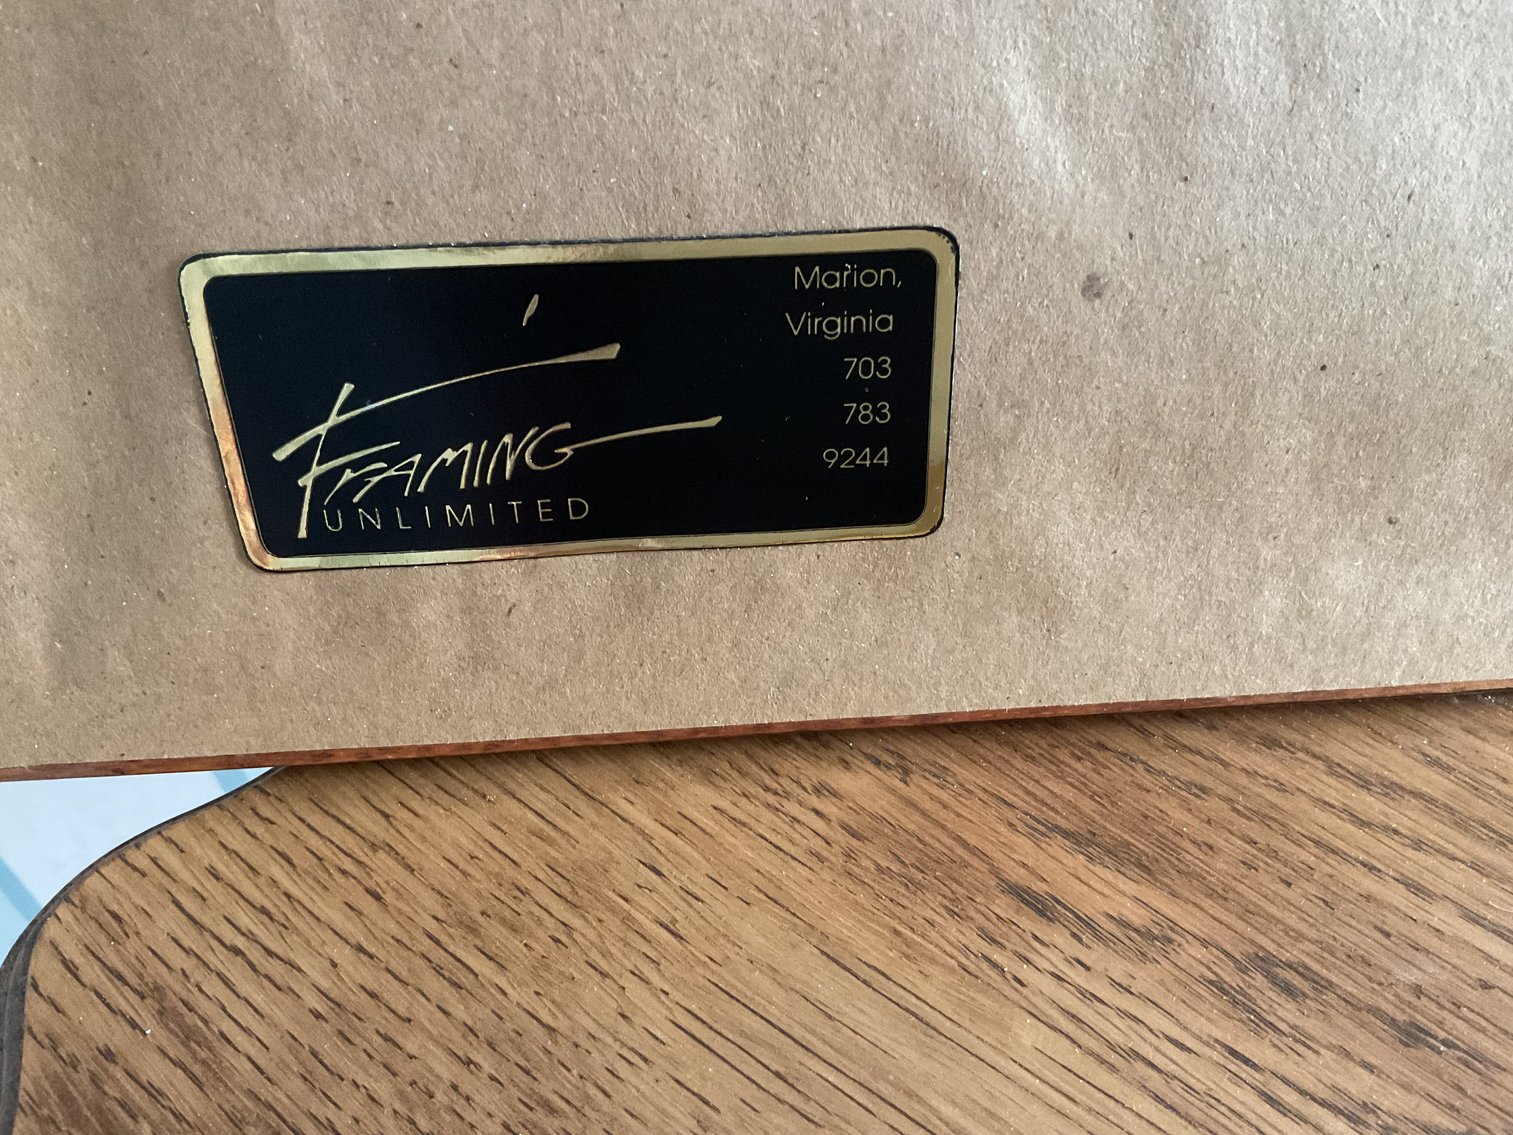 FRAMING
UNLIMITED
Marion,
Virginia
703
783
9244